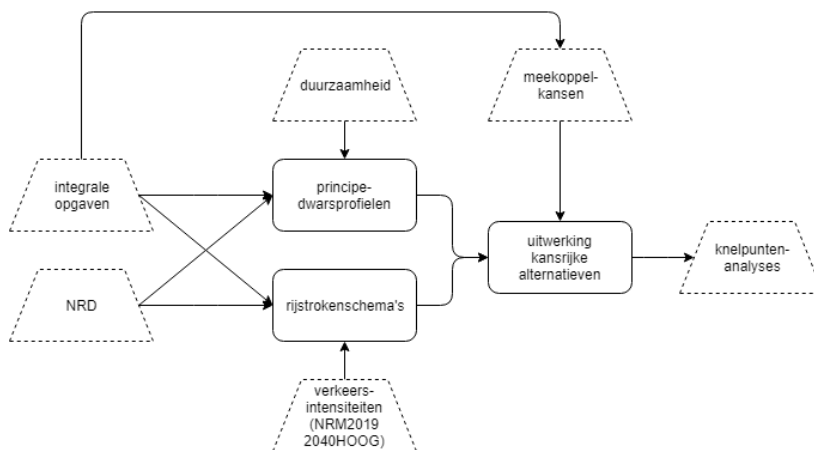 duurzaamheid
meekoppel-
kansen
integrale
opgaven
principe-
dwarsprofielen
uitwerking
kansrijke
alternatieven
knelpunten-
analyses
NRD
rijstrokenschema's
verkeers-
intensiteiten
(NRM2019
2040HOOG)